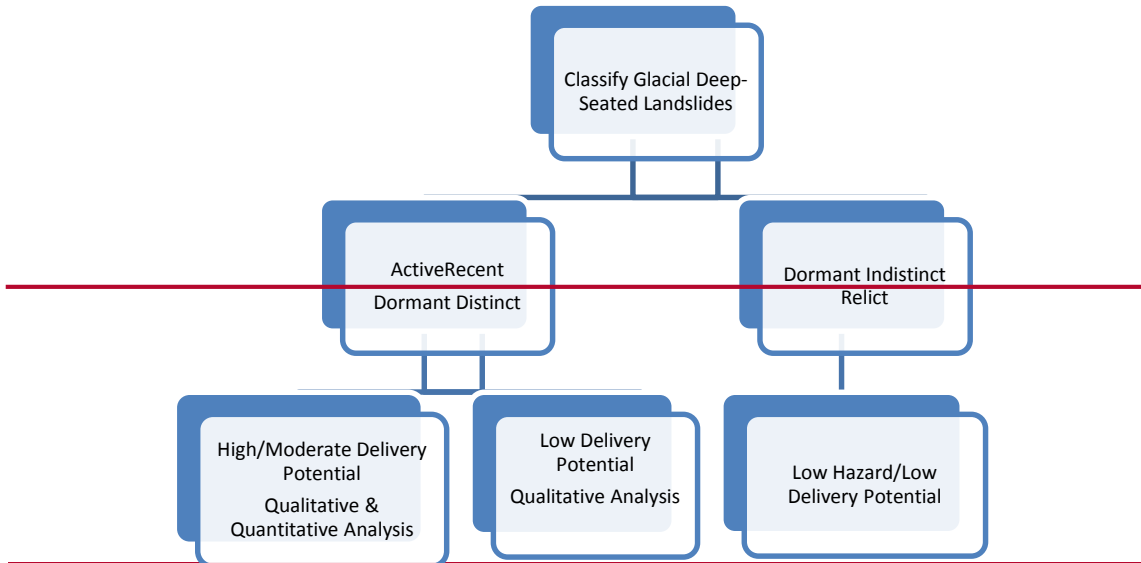 Classify Glacial Deep-
Seated Landslides
ActiveRecent
Dormant Distinct
Dormant Indistinct
Relict
High/Moderate Delivery
Potential
Qualitative &
Quantitative Analysis
Low Delivery
Potential
Qualitative Analysis
Low Hazard/Low
Delivery Potential